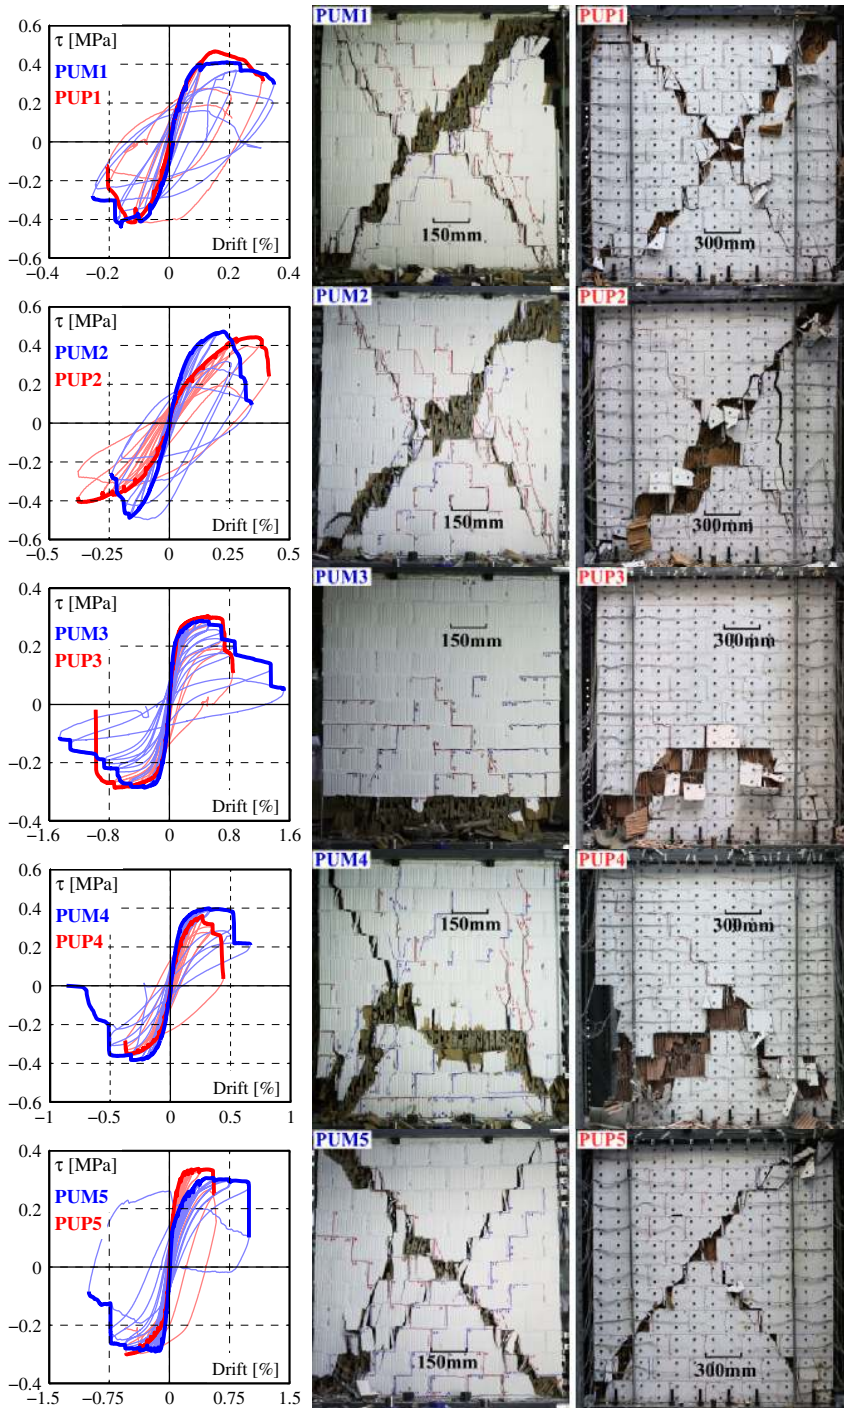 τ [MPa]
PUM1
PUP1
0.6
0.4
0.2
0
−0.2
−0.4
−0.6
Drift [%]
−0.4
−0.2
0
0.2
0.4
PUM1
150mm
PUP1
300mm
τ [MPa]
PUM2
PUP2
0.6
0.4
0.2
0
−0.2
−0.4
−0.6
Drift [%]
−0.5
−0.25
0
0.25
0.5
PUM2
150mm
PUP2
300mm
τ [MPa]
PUM3
PUP3
0.4
0.2
0
−0.2
−0.4
Drift [%]
−1.6
−0.8
0
0.8
1.6
PUM3
150mm
PUP3
300mm
τ [MPa]
PUM4
PUP4
0.6
0.4
0.2
0
−0.2
−0.4
−0.6
Drift [%]
−1
−0.5
0
0.5
1
PUM4
150mm
PUP4
300mm
τ [MPa]
PUM5
PUP5
0.4
0.2
0
−0.2
−0.4
Drift [%]
−1.5
−0.75
0
0.75
1.5
PUM5
150mm
PUP5
300mm